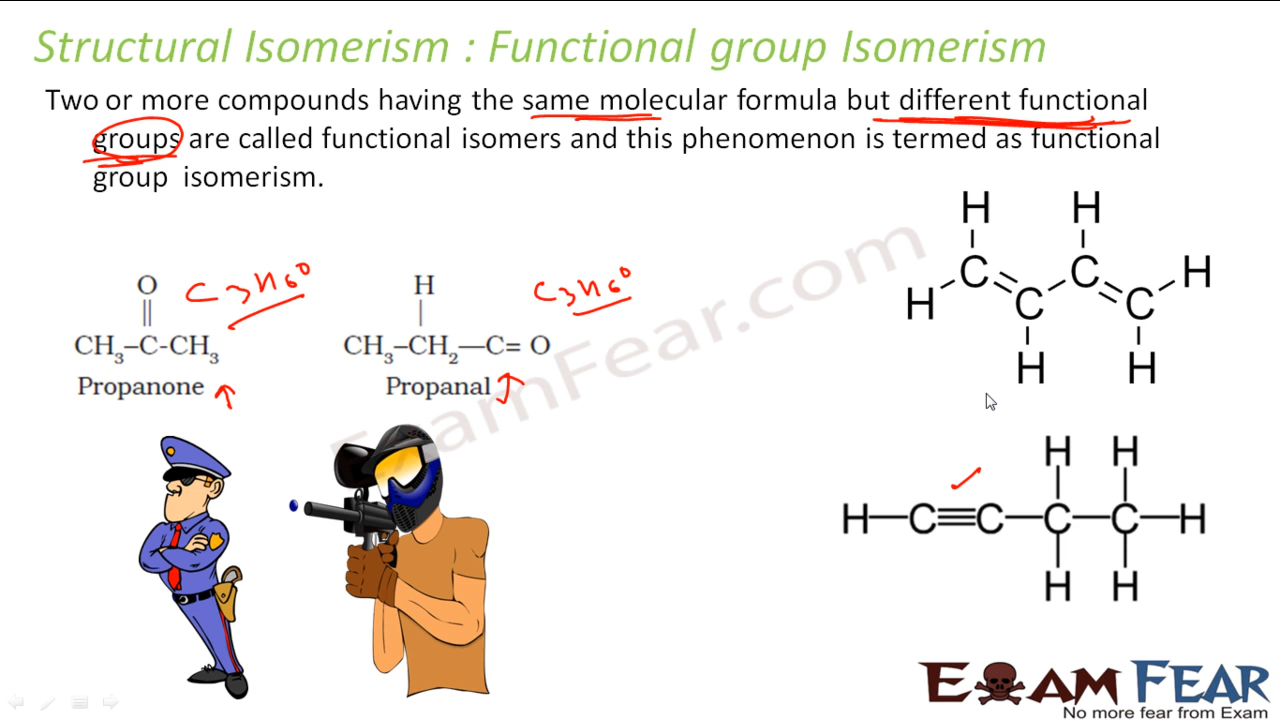 Structural Isomerism : Functional group Isomerism
Two or more compounds having the same molecular formula but different functional
groups are called functional isomers and this phenomenon is termed as functional
group isomerism.
O
||
CH₃–C-CH₃
Propanone
C3H6O
H
|
CH₃–CH₂—C=O
Propanal
C3H6O
H H
C C H
H C C
H H
H H
H—C≡C—C—C—H
H H
ExamFear.com
EXAM FEAR
No more fear from Exam